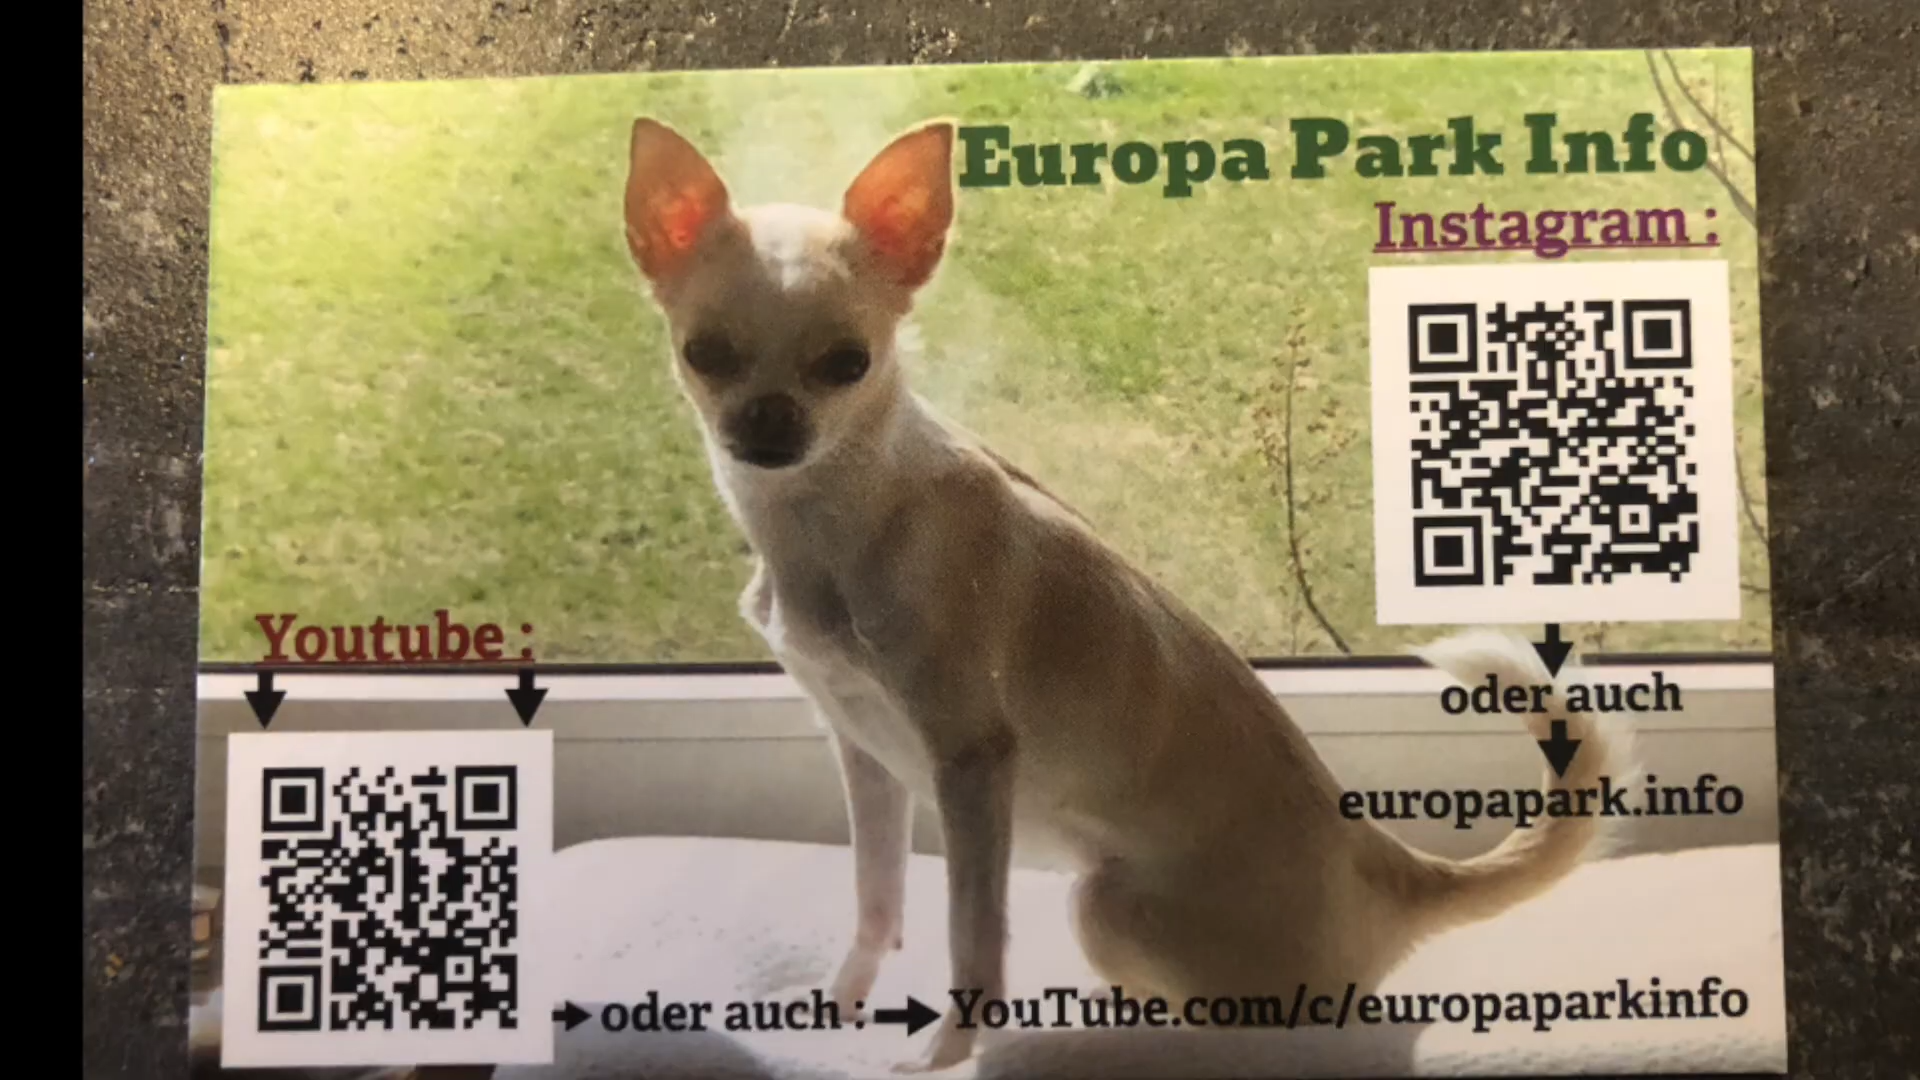 Europa Park Info
Instagram :
oder auch
europapark.info
Youtube :
oder auch : YouTube.com/c/europaparkinfo